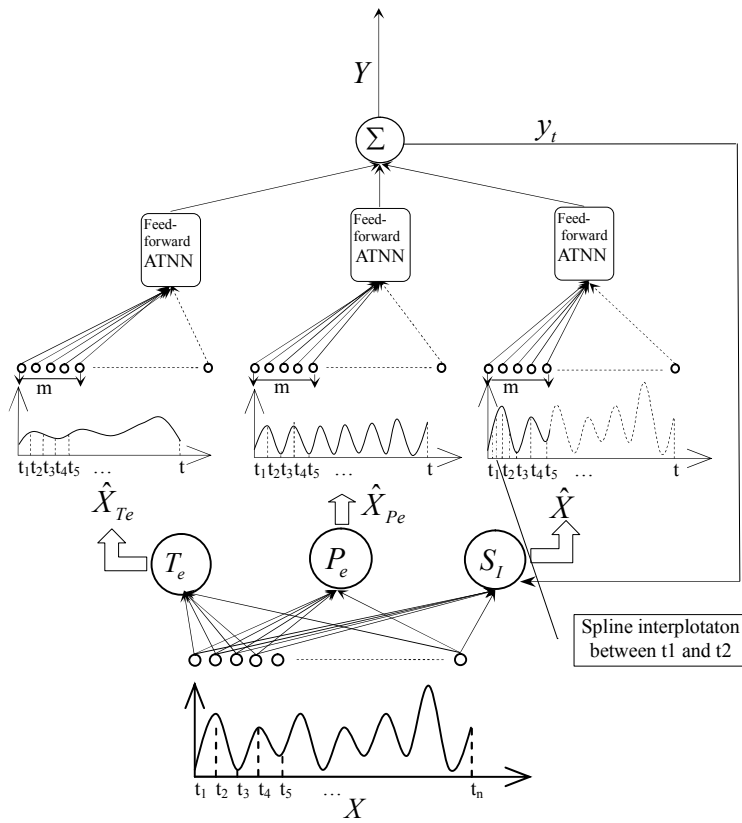 Y
Σ
y_t
Feed-
forward
ATNN
Feed-
forward
ATNN
Feed-
forward
ATNN
m
m
m
t₁ t₂ t₃ t₄ t₅ ... t
t₁ t₂ t₃ t₄ t₅ ... t
t₁ t₂ t₃ t₄ t₅ ... t
X̂_Te
X̂_Pe
X̂
T_e
P_e
S_I
Spline interplotaton
between t1 and t2
t₁ t₂ t₃ t₄ t₅ ... t_n
X